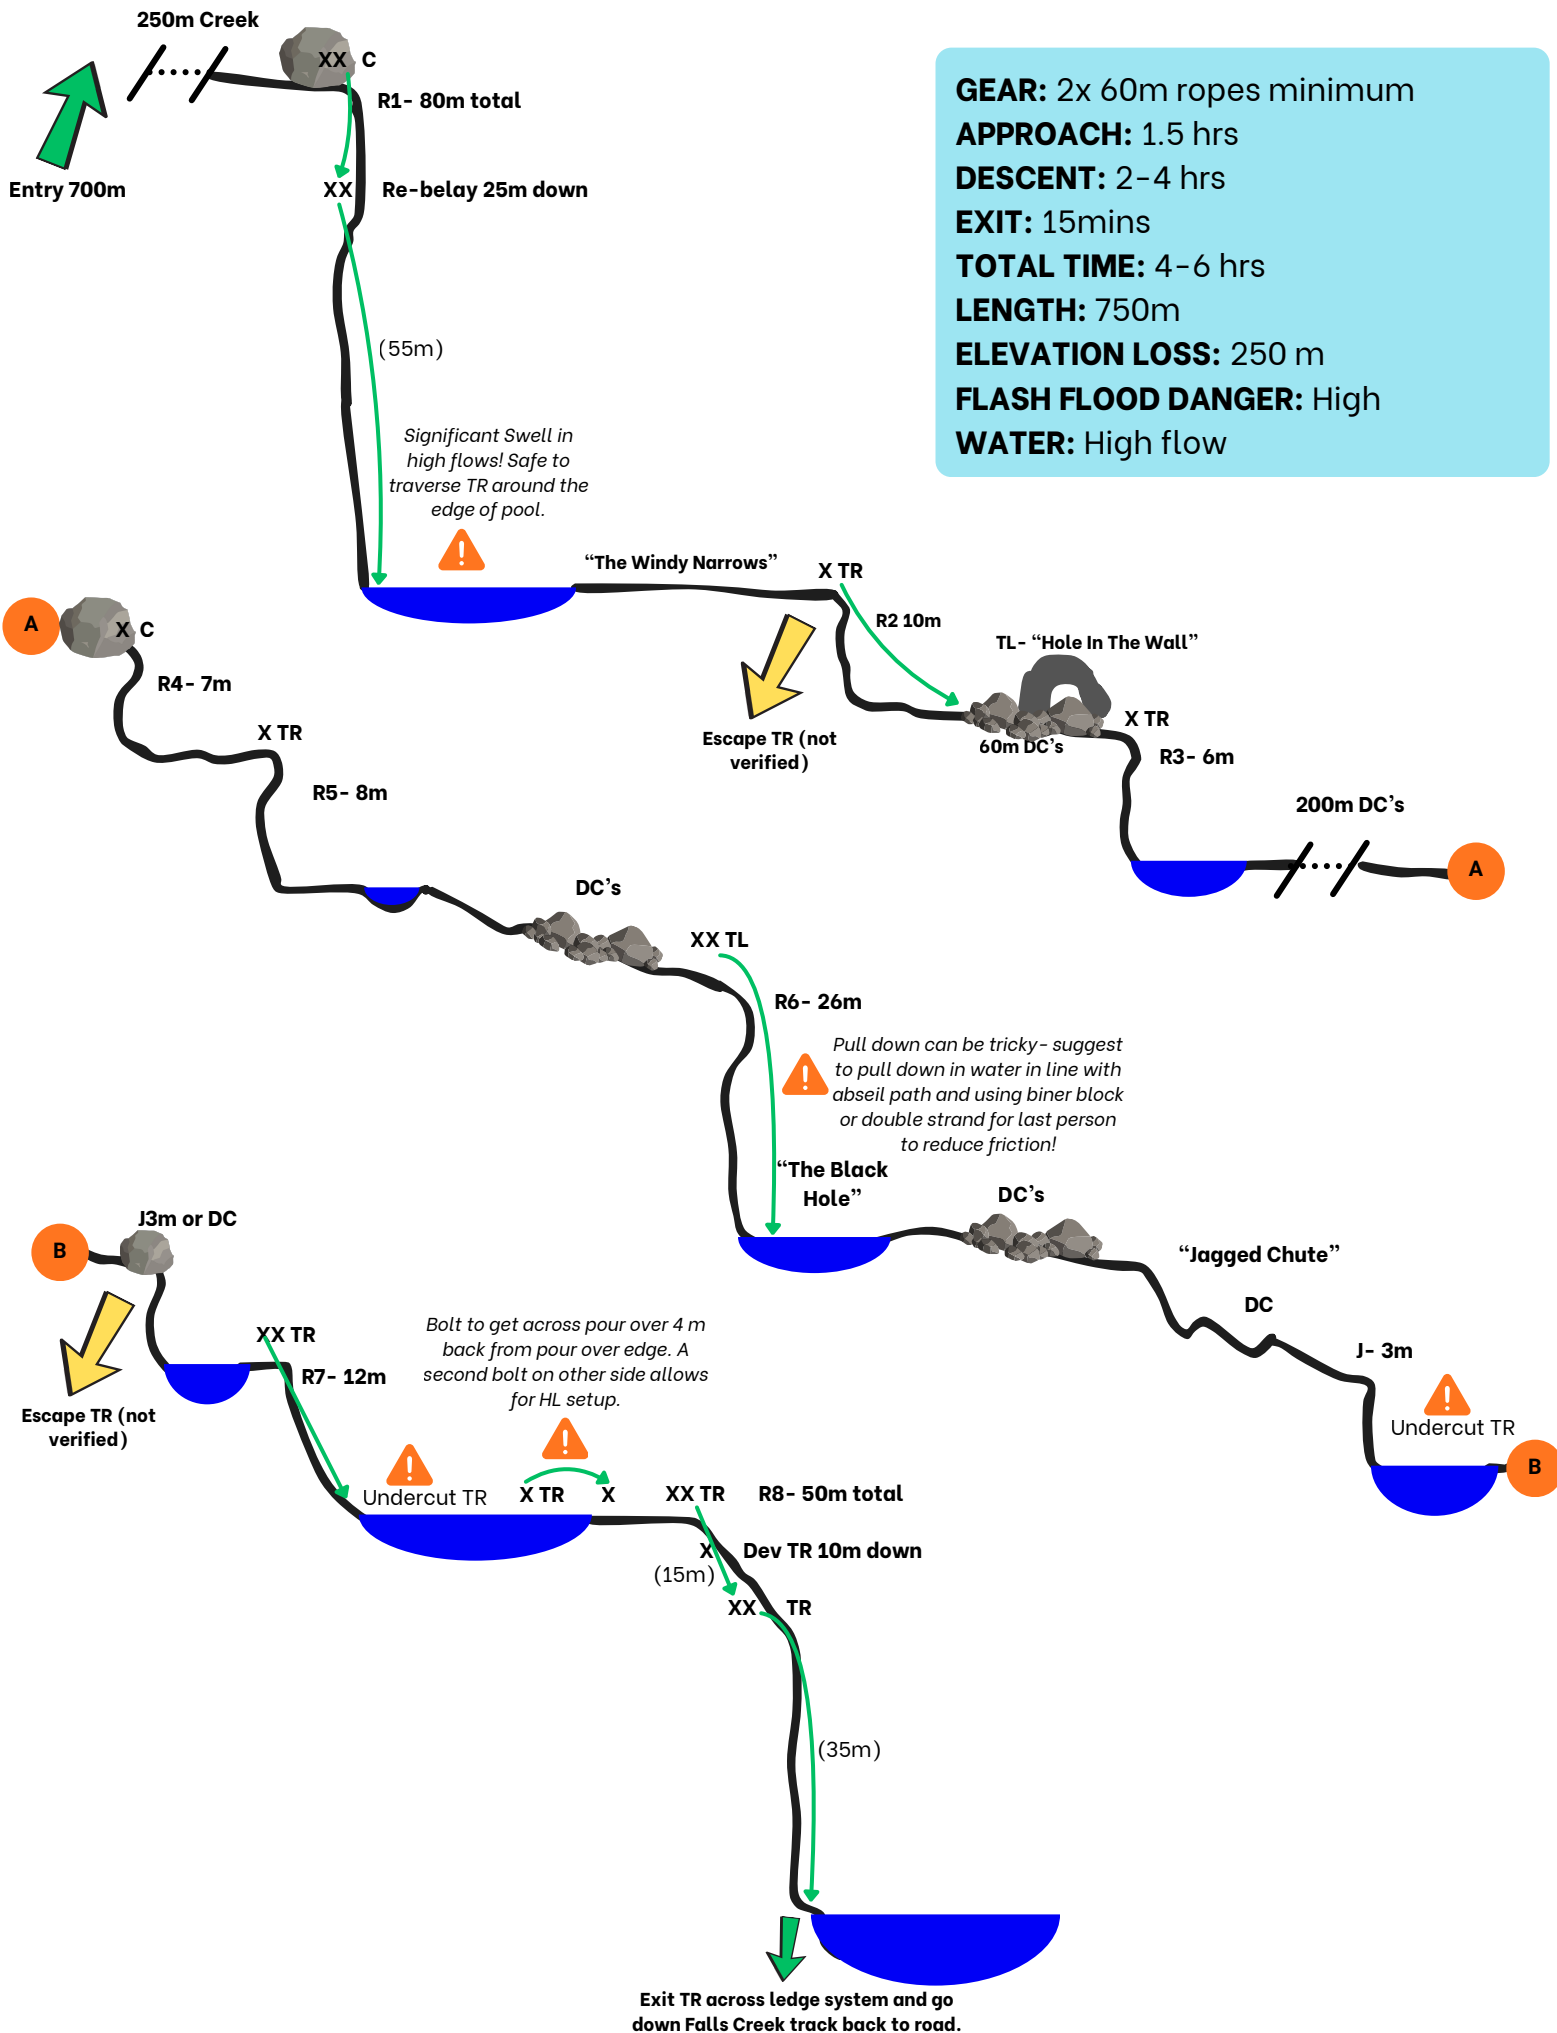 250m Creek
XX C
R1- 80m total
Entry 700m
XX
Re-belay 25m down
(55m)
Significant Swell in
high flows! Safe to
traverse TR around the
edge of pool.
GEAR: 2x 60m ropes minimum
APPROACH: 1.5 hrs
DESCENT: 2-4 hrs
EXIT: 15mins
TOTAL TIME: 4-6 hrs
LENGTH: 750m
ELEVATION LOSS: 250 m
FLASH FLOOD DANGER: High
WATER: High flow
“The Windy Narrows”
X TR
R2 10m
Escape TR (not
verified)
TL- “Hole In The Wall”
60m DC’s
X TR
R3- 6m
200m DC’s
A
A
X C
R4- 7m
X TR
R5- 8m
DC’s
XX TL
R6- 26m
Pull down can be tricky- suggest
to pull down in water in line with
abseil path and using biner block
or double strand for last person
to reduce friction!
“The Black
Hole”
DC’s
“Jagged Chute”
DC
J- 3m
Undercut TR
B
B
J3m or DC
Escape TR (not
verified)
XX TR
R7- 12m
Undercut TR
Bolt to get across pour over 4 m
back from pour over edge. A
second bolt on other side allows
for HL setup.
X TR
X
XX TR
R8- 50m total
X
Dev TR 10m down
(15m)
XX
TR
(35m)
Exit TR across ledge system and go
down Falls Creek track back to road.